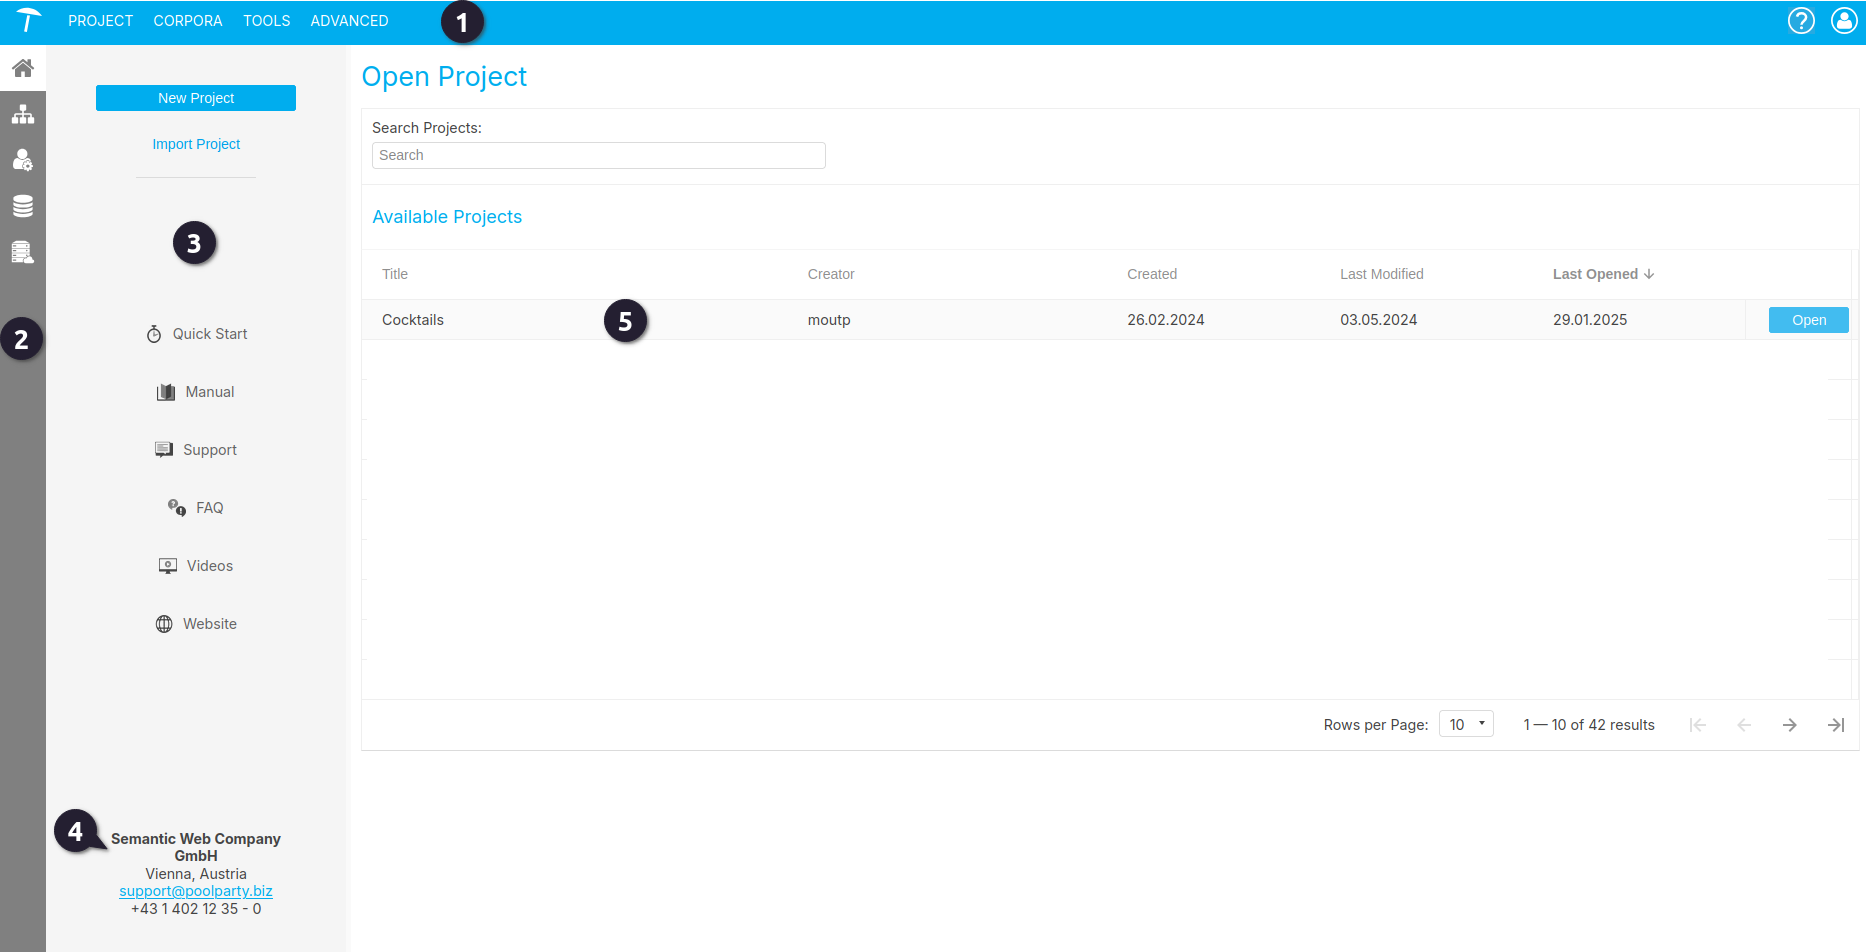 PROJECT CORPORA TOOLS ADVANCED 1 ?
New Project
Import Project
3
2
Quick Start
Manual
Support
FAQ
Videos
Website
4
Semantic Web Company
GmbH
Vienna, Austria
support@poolparty.biz
+43 1 402 12 35 - 0
Open Project
Search Projects:
Search
Available Projects
Title Creator Created Last Modified Last Opened
Cocktails 5 moutp 26.02.2024 03.05.2024 29.01.2025 Open
Rows per Page: 10 1 — 10 of 42 results